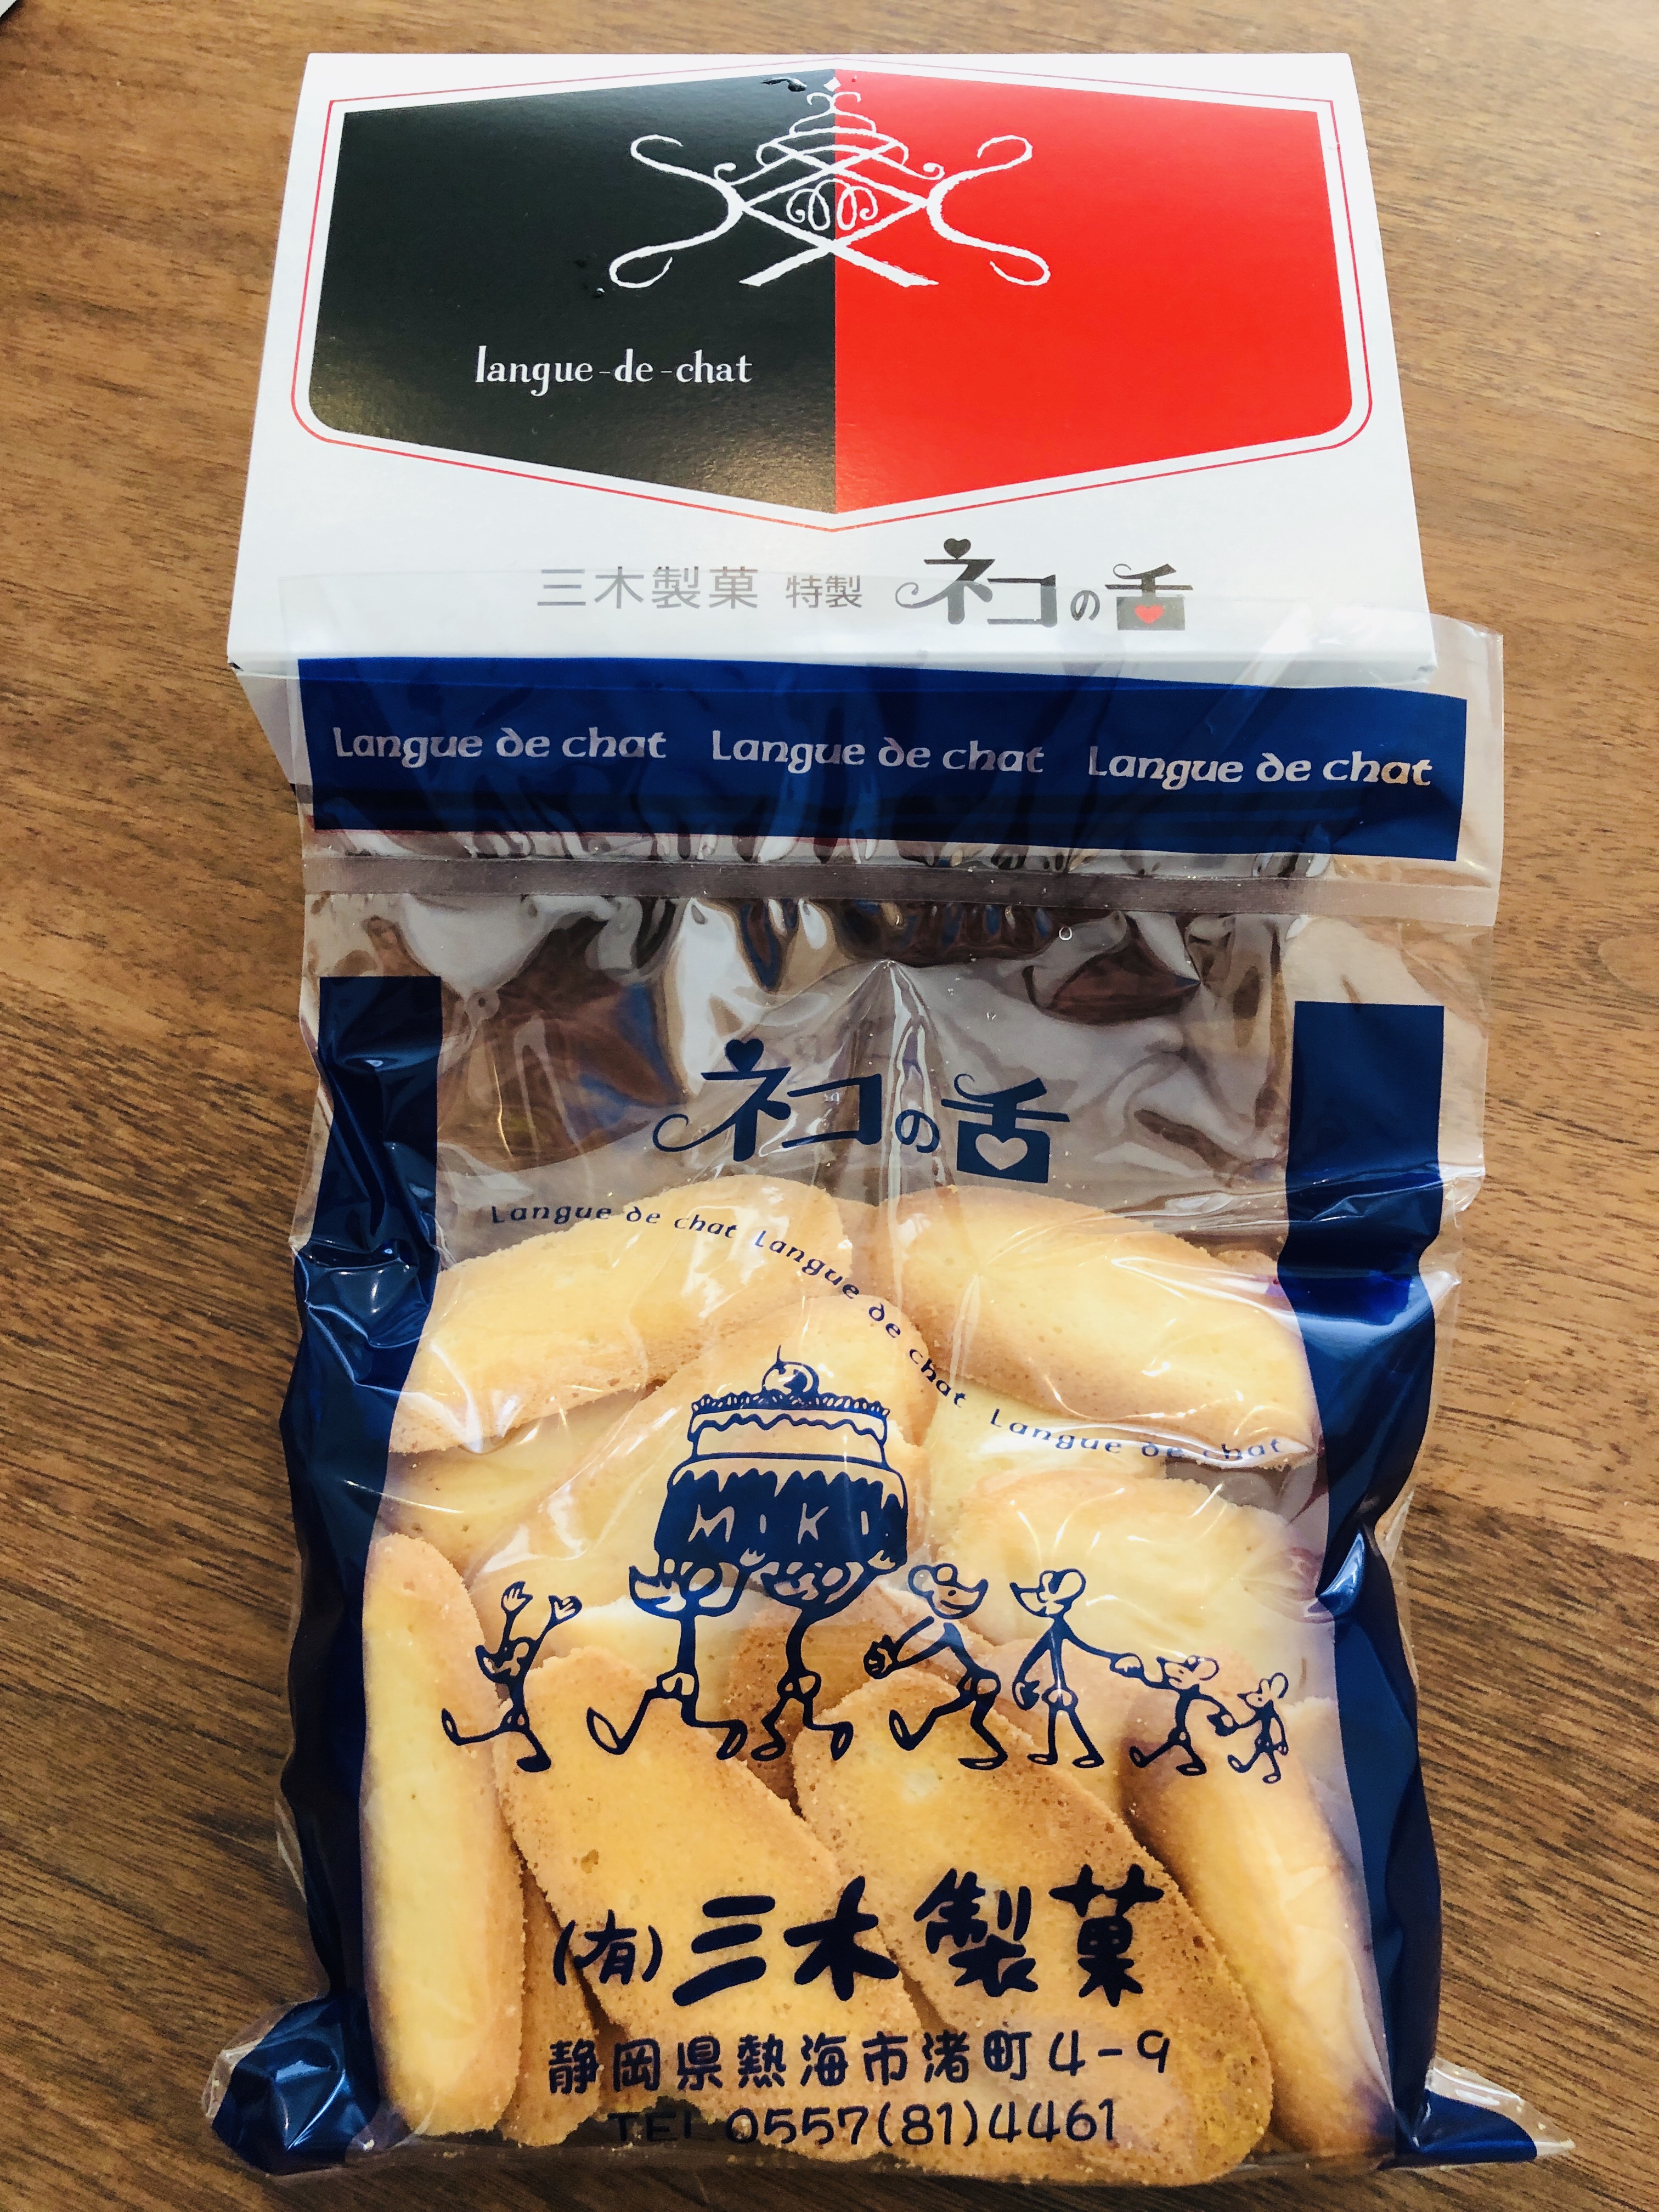 langue-de-chat
三木製菓 特製 ネコの舌
Langue de chat Langue de chat Langue de chat
ネコの舌
Langue de chat Langue de chat Langue de chat
MIKI
(有)三木製菓
静岡県熱海市渚町4-9
TEL 0557(81)4461